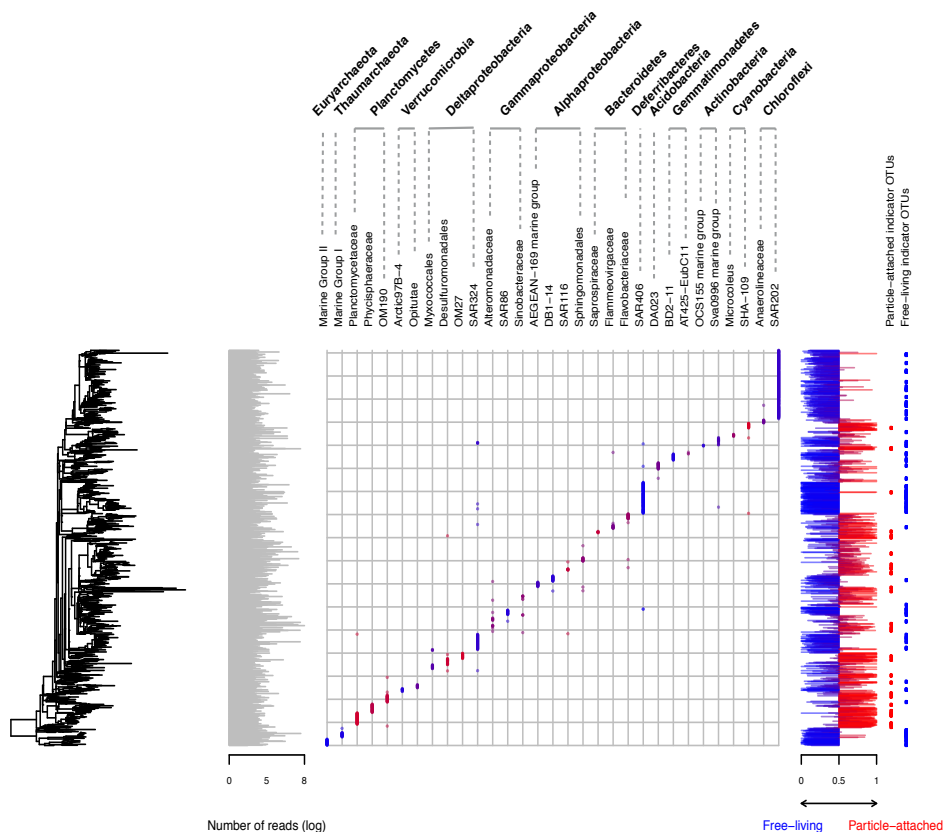 Euryarchaeota
Thaumarchaeota
Planctomycetes
Verrucomicrobia
Deltaproteobacteria
Gammaproteobacteria
Alphaproteobacteria
Bacteroidetes
Deferribacteres
Acidobacteria
Gemmatimonadetes
Actinobacteria
Cyanobacteria
Chloroflexi
Marine Group II
Marine Group I
Planctomycetaceae
Phycisphaeraceae
OM190
Arctic97B−4
Opitutae
Myxococcales
Desulfuromonadales
OM27
SAR324
Alteromonadaceae
SAR86
Sinobacteraceae
AEGEAN−169 marine group
DB1−14
SAR116
Sphingomonadales
Saprospiraceae
Flammeovirgaceae
Flavobacteriaceae
SAR406
DA023
BD2−11
AT425−EubC11
OCS155 marine group
Sva0996 marine group
Microcoleus
SHA−109
Anaerolineaceae
SAR202
Particle−attached indicator OTUs
Free−living indicator OTUs
0 5 8
0 0.5 1
Number of reads (log)
Free−living Particle−attached